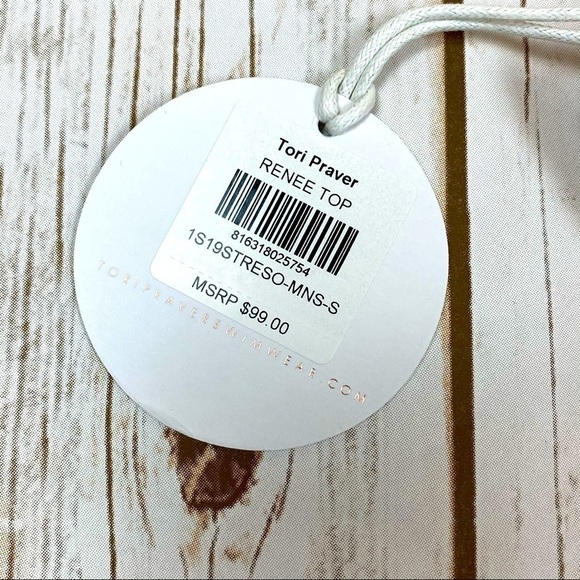 Tori Praver
RENEE TOP
816318025754
1S19STRESO-MNS-S
MSRP $99.00
TORIPRAVERSWIMWEAR.COM